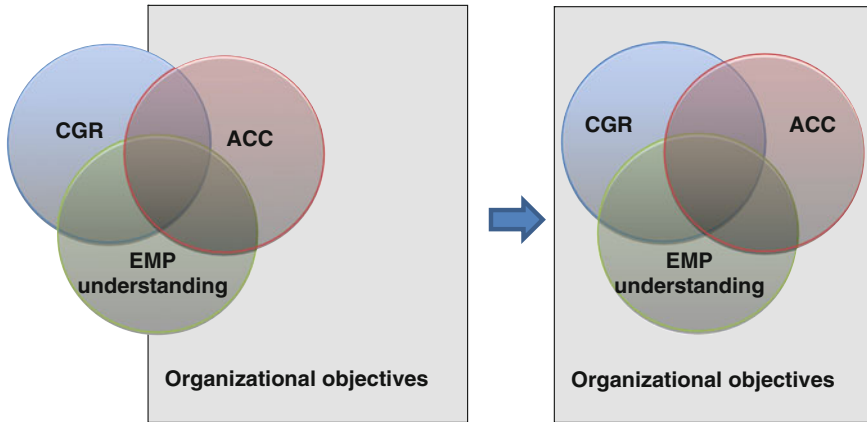 CGR
ACC
EMP
understanding
Organizational objectives
CGR
ACC
EMP
understanding
Organizational objectives